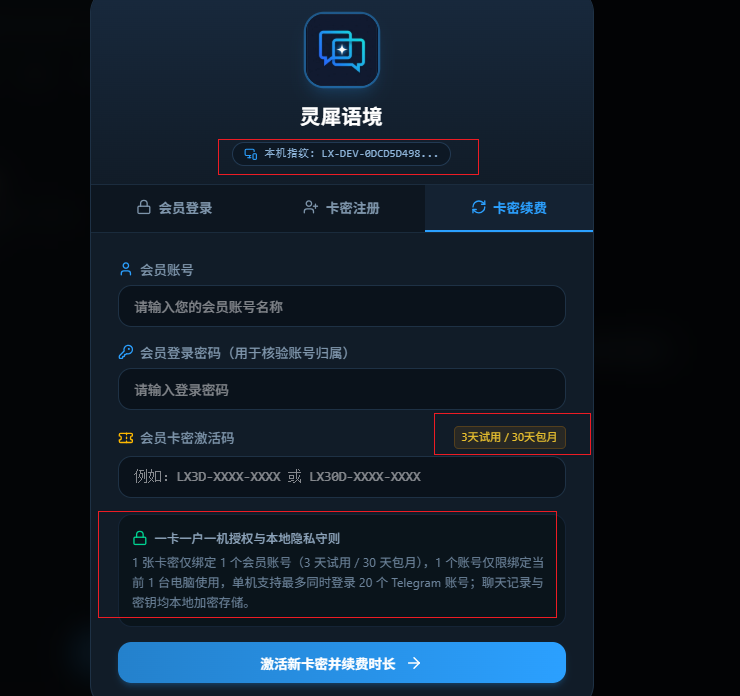 灵犀语境
本机指纹: LX-DEV-0DCD5D498...
会员登录
卡密注册
卡密续费
会员账号
请输入您的会员账号名称
会员登录密码（用于核验账号归属）
请输入登录密码
会员卡密激活码
3天试用 / 30天包月
例如: LX3D-XXXX-XXXX 或 LX30D-XXXX-XXXX
一卡一户一机授权与本地隐私守则
1 张卡密仅绑定 1 个会员账号（3 天试用 / 30 天包月），1 个账号仅限绑定当
前 1 台电脑使用，单机支持最多同时登录 20 个 Telegram 账号；聊天记录与
密钥均本地加密存储。
激活新卡密并续费时长 →